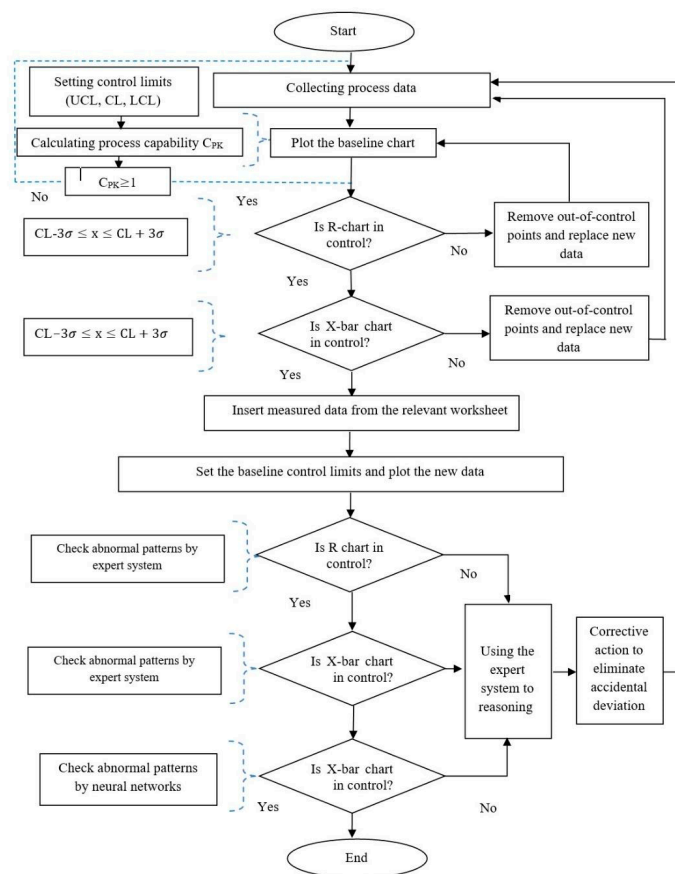 Start
Setting control limits
(UCL, CL, LCL)
Collecting process data
Calculating process capability CPK
Plot the baseline chart
CPK≥1
No
Yes
CL-3σ ≤ x ≤ CL + 3σ
Is R-chart in
control?
No
Remove out-of-control
points and replace new
data
Yes
CL−3σ ≤ x ≤ CL + 3σ
Is X-bar chart
in control?
No
Remove out-of-control
points and replace new
data
Yes
Insert measured data from the relevant worksheet
Set the baseline control limits and plot the new data
Check abnormal patterns by
expert system
Is R chart in
control?
No
Yes
Check abnormal patterns by
expert system
Is X-bar chart
in control?
Using the
expert
system to
reasoning
Corrective
action to
eliminate
accidental
deviation
Check abnormal patterns
by neural networks
Is X-bar chart
in control?
Yes
No
End